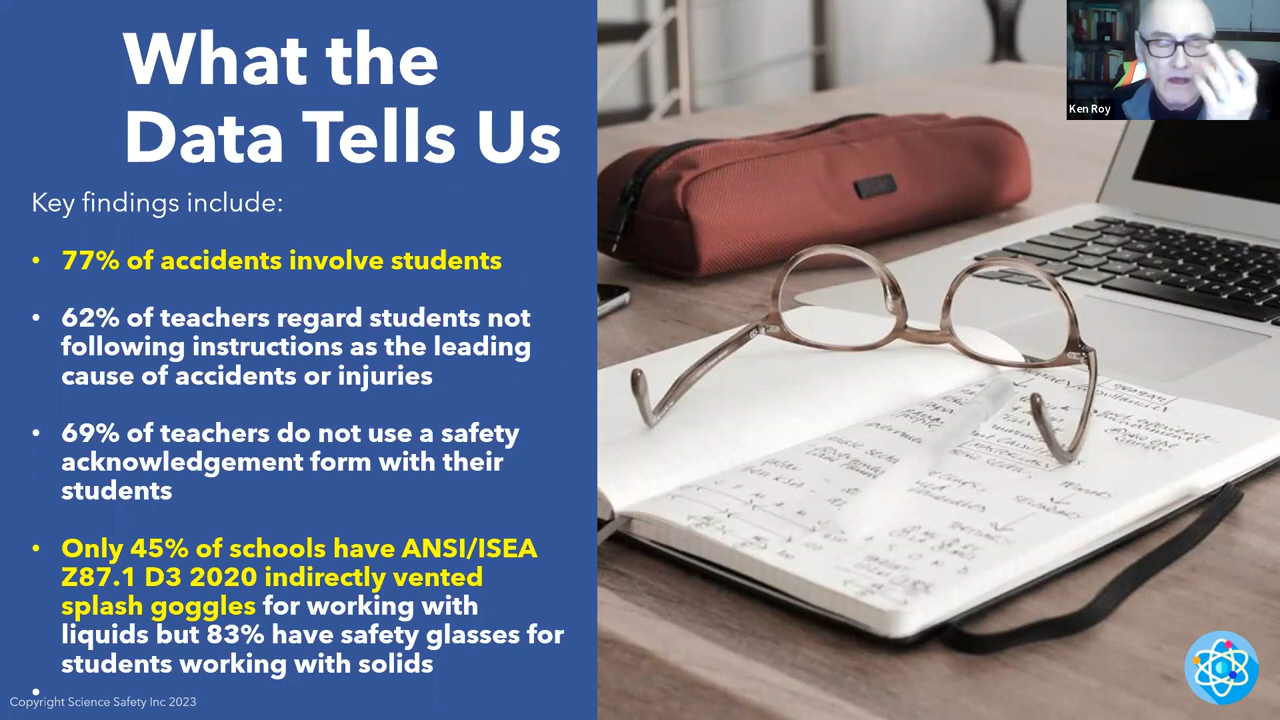 What the
Data Tells Us
Key findings include:
• 77% of accidents involve students
• 62% of teachers regard students not
following instructions as the leading
cause of accidents or injuries
• 69% of teachers do not use a safety
acknowledgement form with their
students
• Only 45% of schools have ANSI/ISEA
Z87.1 D3 2020 indirectly vented
splash goggles for working with
liquids but 83% have safety glasses for
students working with solids
•
Copyright Science Safety Inc 2023
Ken Roy